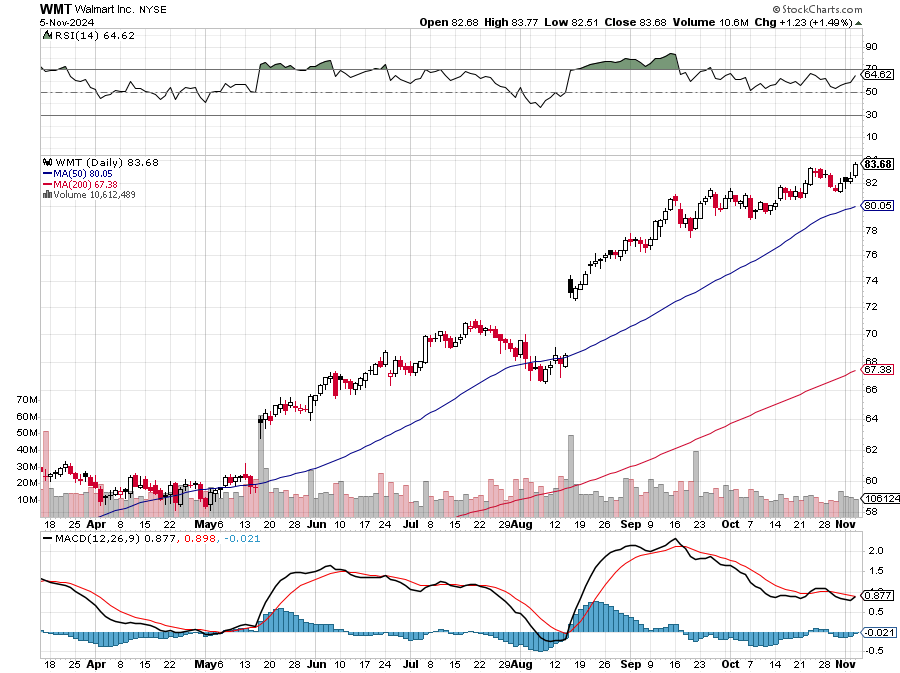 WMT Walmart Inc. NYSE © StockCharts.com
5-Nov-2024 Open 82.68 High 83.77 Low 82.51 Close 83.68 Volume 10.6M Chg +1.23 (+1.49%)
RSI(14) 64.62
90
70
64.62
50
30
10
WMT (Daily) 83.68
MA(50) 80.05
MA(200) 67.38
Volume 10,612,489
83.68
82
80.05
78
76
74
72
70
68
67.38
66
64
62
60
58
70M
60M
50M
40M
30M
20M
10M
106124
18 25 Apr 8 15 22 May 6 13 20 28 Jun 10 17 24 Jul 8 15 22 29 Aug 12 19 26 Sep 9 16 23 Oct 7 14 21 28 Nov
MACD(12,26,9) 0.877, 0.898, -0.021
2.0
1.5
0.877
0.5
-0.021
-0.5
18 25 Apr 8 15 22 May 6 13 20 28 Jun 10 17 24 Jul 8 15 22 29 Aug 12 19 26 Sep 9 16 23 Oct 7 14 21 28 Nov